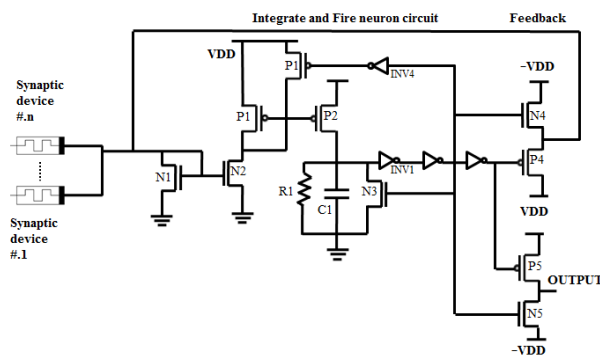 Integrate and Fire neuron circuit
Feedback
VDD
P1
INV4
-VDD
Synaptic
device
#.n
P1
P2
N4
N1
N2
INV1
P4
R1
C1
N3
VDD
Synaptic
device
#.1
P5
OUTPUT
N5
-VDD